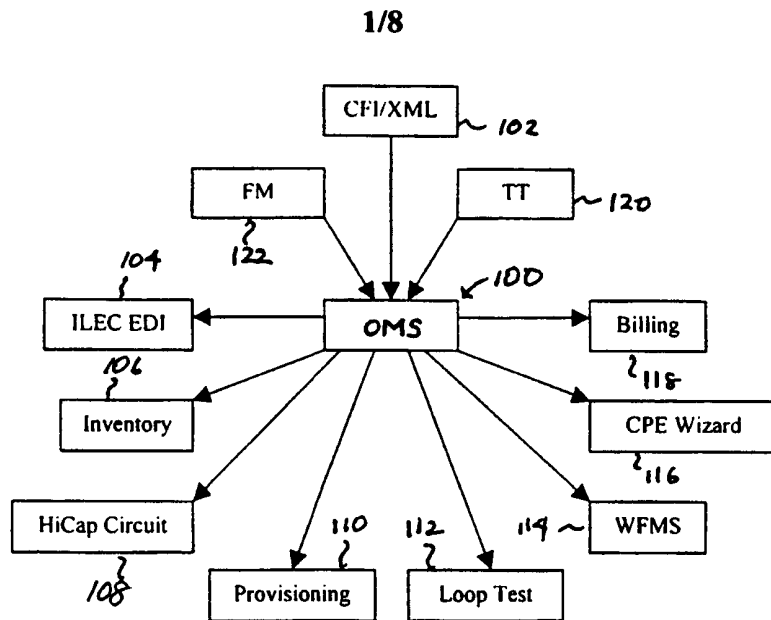 1/8
CFI/XML
102
FM
TT
120
122
104
100
ILEC EDI
OMS
Billing
106
118
Inventory
CPE Wizard
116
HiCap Circuit
110
112
114
WFMS
108
Provisioning
Loop Test